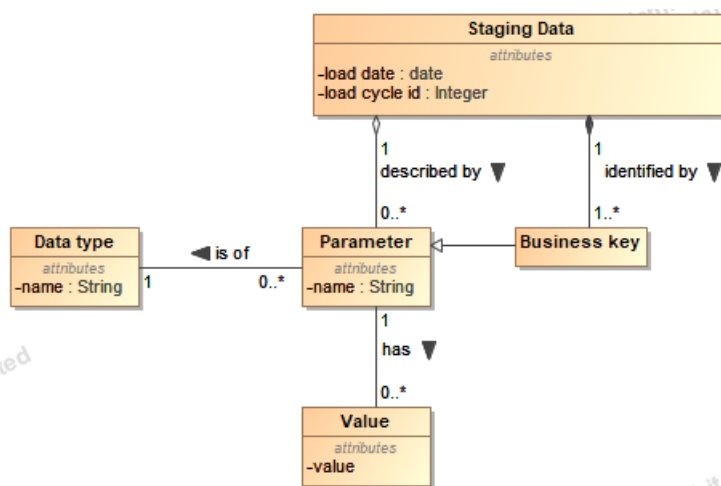 Staging Data
attributes
-load date : date
-load cycle id : Integer
1
described by
0..*
1
identified by
1..*
Data type
attributes
-name : String
is of
1
0..*
Parameter
attributes
-name : String
Business key
1
has
0..*
Value
attributes
-value